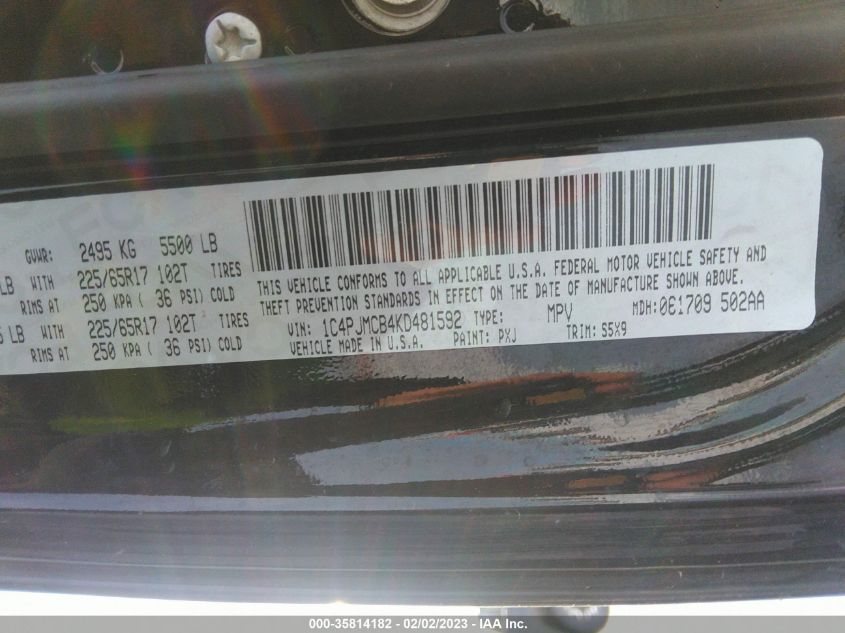 GVWR: 2495 KG 5500 LB
LB WITH 225/65R17 102T TIRES
RIMS AT 250 KPA ( 36 PSI) COLD
LB WITH 225/65R17 102T TIRES
RIMS AT 250 KPA ( 36 PSI) COLD
THIS VEHICLE CONFORMS TO ALL APPLICABLE U.S.A. FEDERAL MOTOR VEHICLE SAFETY AND
THEFT PREVENTION STANDARDS IN EFFECT ON THE DATE OF MANUFACTURE SHOWN ABOVE.
VIN: 1C4PJMCB4KD481592 TYPE: MPV MDH: 081709 502AA
VEHICLE MADE IN U.S.A. PAINT: PXJ TRIM: S5X9
000-35814182 - 02/02/2023 - © IAA Inc.